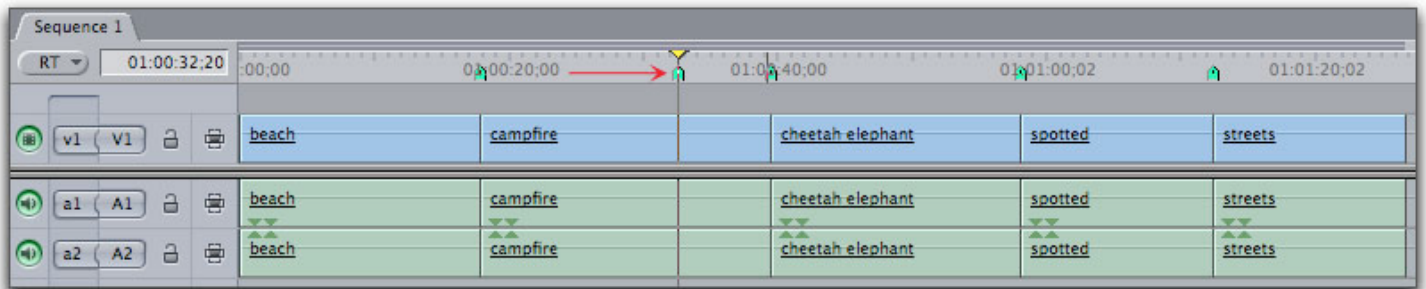 Sequence 1
RT 01:00:32;20 :00;00 01:00:20;00 01:00:40;00 01:01:00;02 01:01:20;02
v1 V1 beach campfire cheetah elephant spotted streets
a1 A1 beach campfire cheetah elephant spotted streets
a2 A2 beach campfire cheetah elephant spotted streets